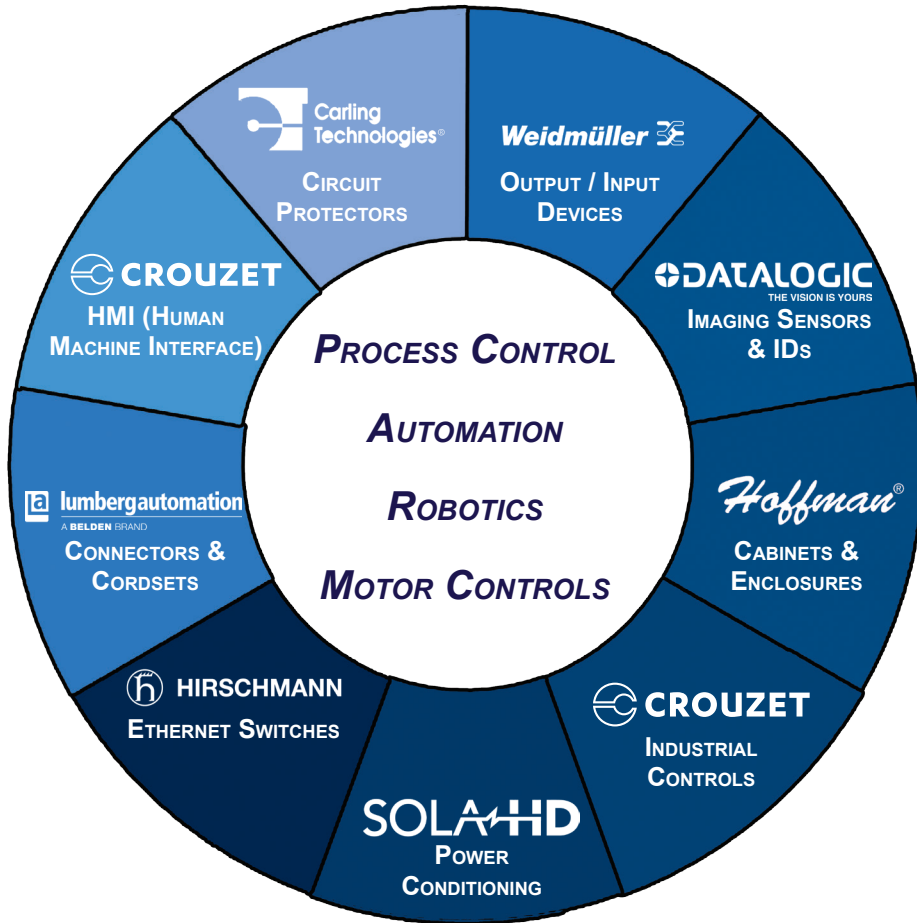 Carling
Technologies®
Circuit
Protectors
Weidmüller
Output / Input
Devices
DATALOGIC
THE VISION IS YOURS
Imaging Sensors
& IDs
Hoffman®
Cabinets &
Enclosures
CROUZET
Industrial
Controls
SOLA HD
Power
Conditioning
HIRSCHMANN
Ethernet Switches
lumbergautomation
A BELDEN BRAND
Connectors &
Cordsets
CROUZET
HMI (Human
Machine Interface)
Process Control
Automation
Robotics
Motor Controls